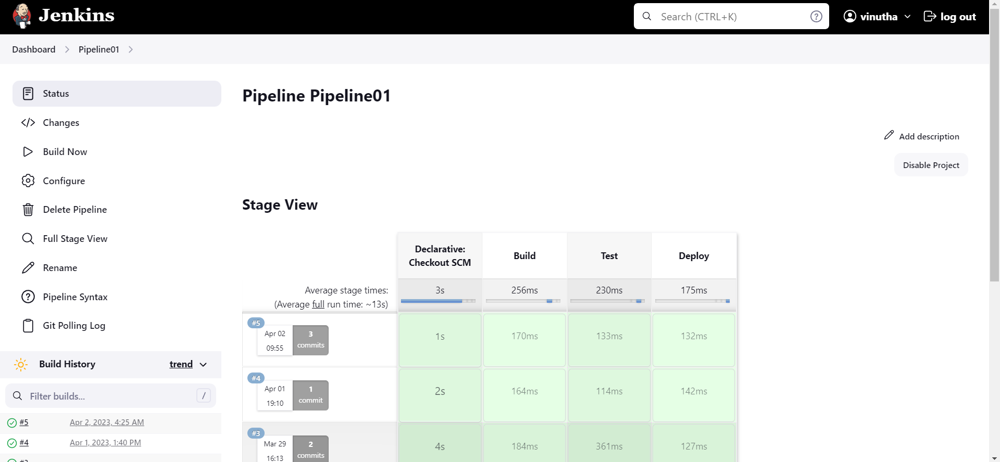 Jenkins
Search (CTRL+K)
?
vinutha
log out
Dashboard
Pipeline01
Status
Changes
Build Now
Configure
Delete Pipeline
Full Stage View
Rename
Pipeline Syntax
Git Polling Log
Build History
trend
Filter builds...
/
#5 Apr 2, 2023, 4:25 AM
#4 Apr 1, 2023, 1:40 PM
Pipeline Pipeline01
Add description
Disable Project
Stage View
Declarative:
Checkout SCM
Build
Test
Deploy
Average stage times:
(Average full run time: ~13s)
3s
256ms
230ms
175ms
#5
Apr 02
09:55
3
commits
1s
170ms
133ms
132ms
#4
Apr 01
19:10
1
commit
2s
164ms
114ms
142ms
#3
Mar 29
16:13
2
commits
4s
184ms
361ms
127ms